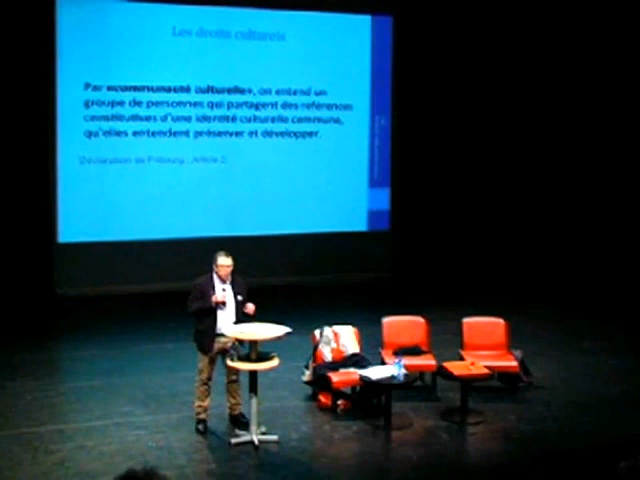 Les droits culturels
Par «communauté culturelle», on entend un
groupe de personnes qui partagent des références
constitutives d'une identité culturelle commune,
qu'elles entendent préserver et développer.
Déclaration de Fribourg, Article 2